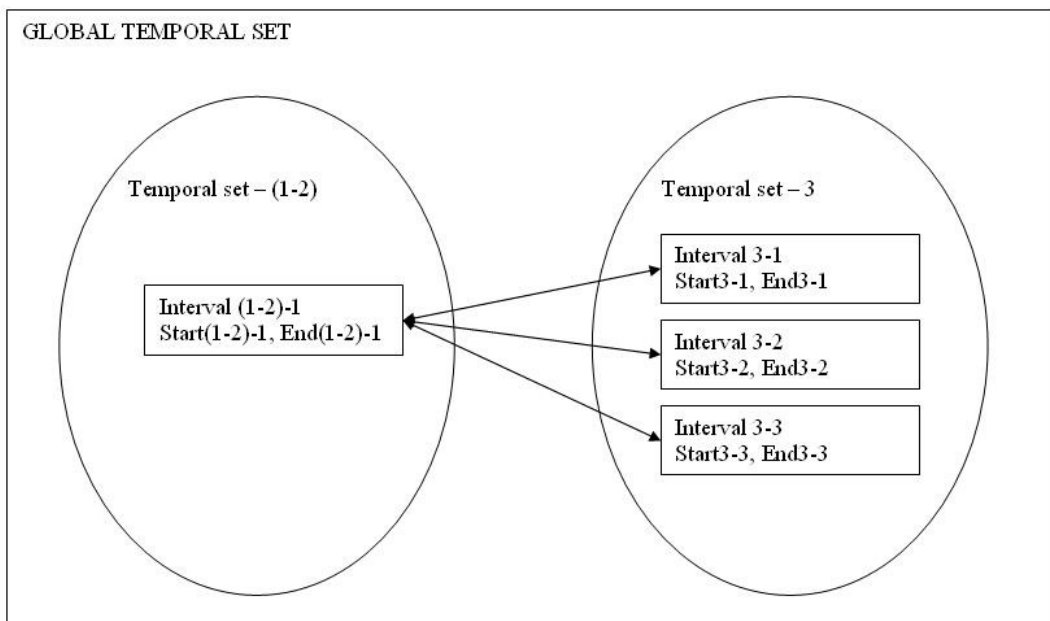 GLOBAL TEMPORAL SET
Temporal set – (1-2)
Interval (1-2)-1
Start(1-2)-1, End(1-2)-1
Temporal set – 3
Interval 3-1
Start3-1, End3-1
Interval 3-2
Start3-2, End3-2
Interval 3-3
Start3-3, End3-3